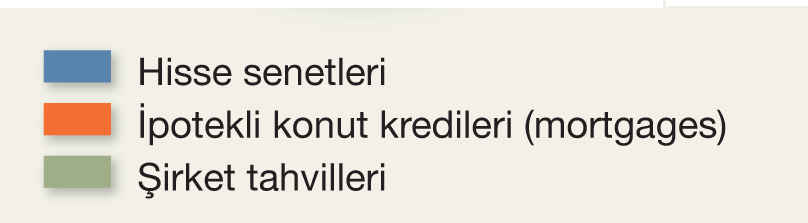 Hisse senetleri
İpotekli konut kredileri (mortgages)
Şirket tahvilleri